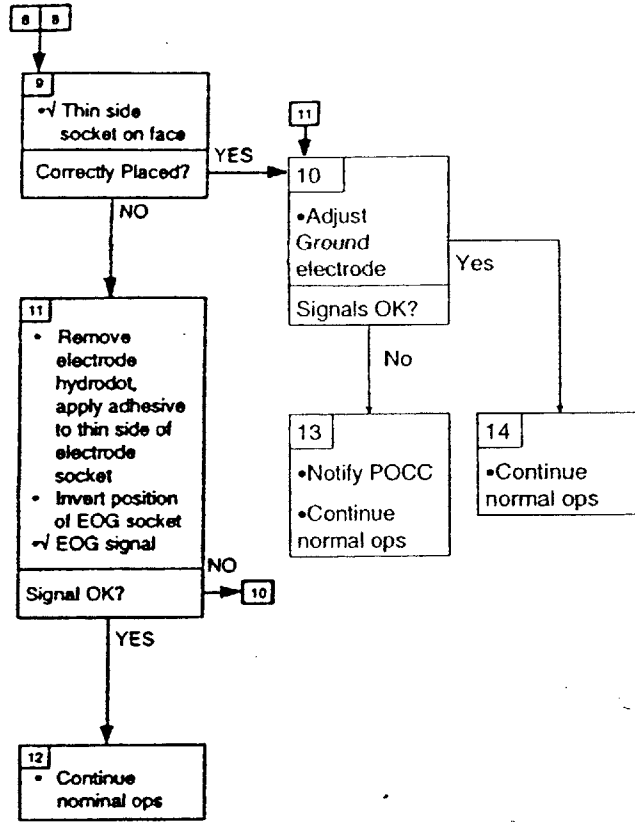 6 8
9
•√ Thin side
socket on face
Correctly Placed?
YES
NO
11
10
•Adjust
Ground
electrode
Signals OK?
Yes
No
11
• Remove
electrode
hydrodot,
apply adhesive
to thin side of
electrode
socket
• Invert position
of EOG socket
•√ EOG signal
Signal OK?
NO
10
YES
13
•Notify POCC
•Continue
normal ops
14
•Continue
normal ops
12
• Continue
nominal ops